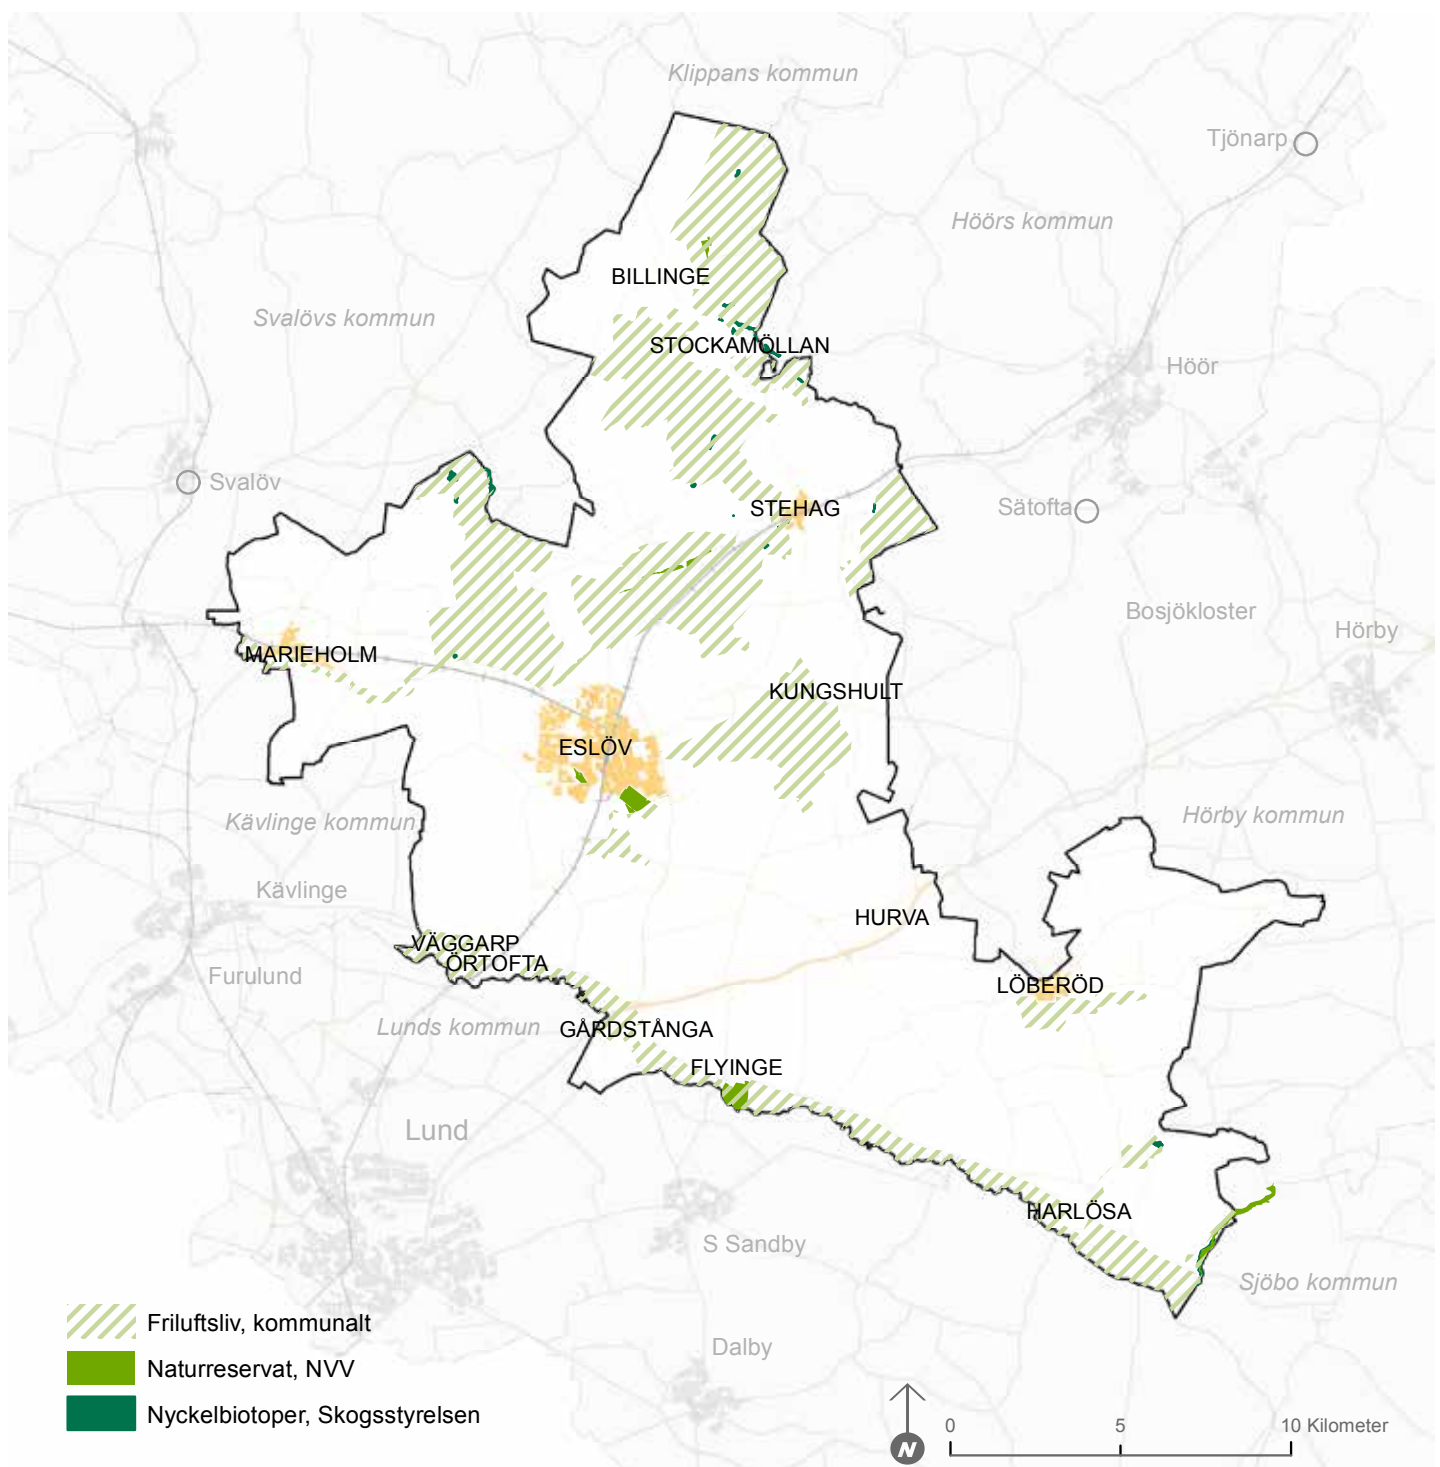 Klippans kommun
Tjönarp
Höörs kommun
BILLINGE
Svalövs kommun
STOCKAMÖLLAN
Höör
Svalöv
STEHAG
Sätofta
Bosjökloster
Hörby
MARIEHOLM
KUNGSHULT
ESLÖV
Kävlinge kommun
Hörby kommun
Kävlinge
HURVA
VÄGGARP
ÖRTOFTA
Furulund
LÖBERÖD
Lunds kommun
GÅRDSTÅNGA
FLYINGE
Lund
HARLÖSA
S Sandby
Sjöbo kommun
Friluftsliv, kommunalt
Dalby
Naturreservat, NVV
Nyckelbiotoper, Skogsstyrelsen
N
0 5 10 Kilometer